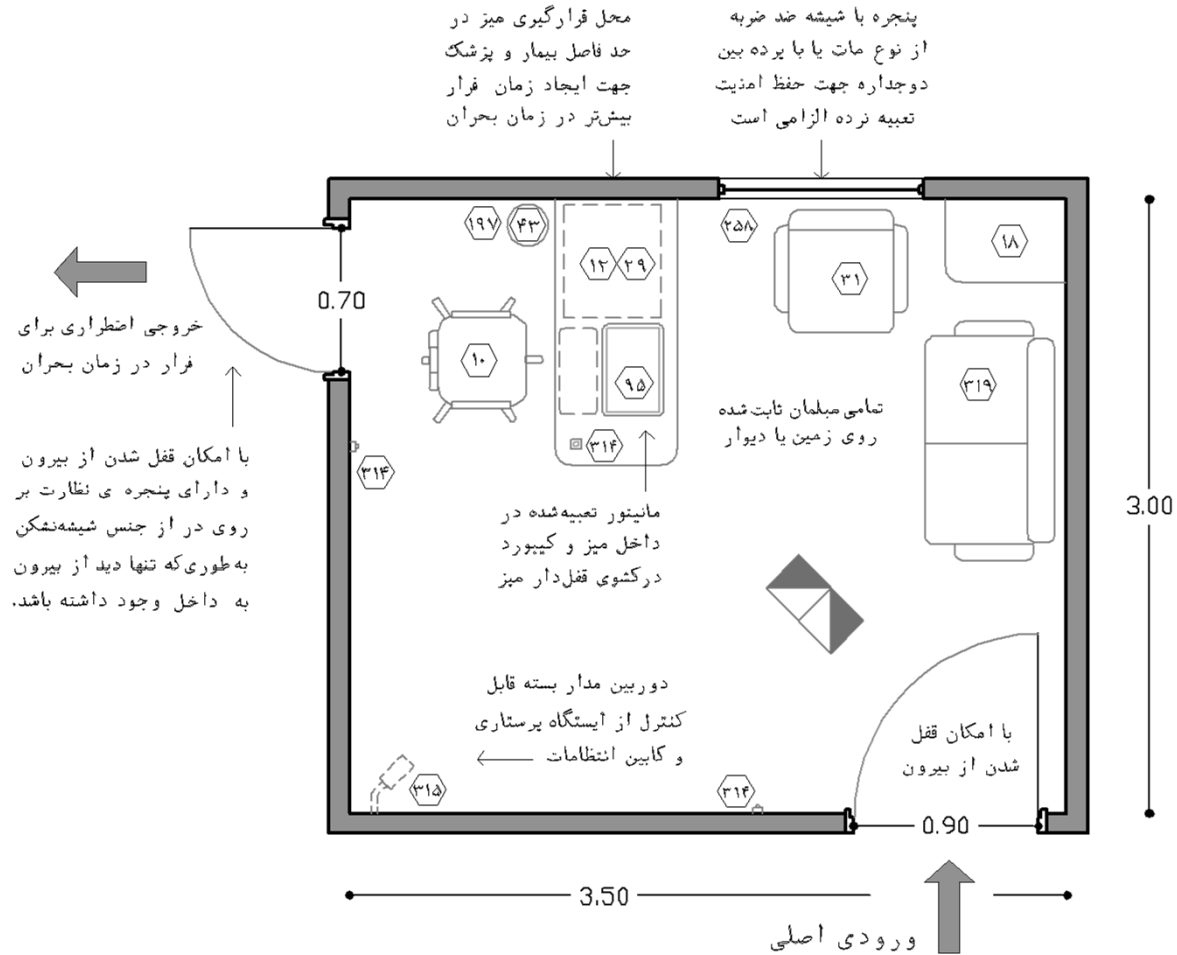 محل قرارگیری میز در
حد فاصل بیمار و پزشک
جهت ایجاد زمان فرار
بیش‌تر در زمان بحران
پنجره با شیشه ضد ضربه
از نوع مات یا با پرده بین
دوجداره جهت حفظ امنیت
تعبیه نرده الزامی است
۱۹۷
۴۳
۲۵۸
۱۸
۱۲
۲۹
۳۱
0.70
خروجی اضطراری برای
فرار در زمان بحران
۱۰
۹۵
۳۱۹
تمامی مبلمان ثابت‌شده
روی زمین یا دیوار
۳۱۴
۳۱۴
با امکان قفل شدن از بیرون
و دارای پنجره ی نظارت بر
روی در از جنس شیشه‌نشکن
به‌طوری‌که تنها دید از بیرون
به داخل وجود داشته باشد.
مانیتور تعبیه‌شده در
داخل میز و کیبورد
درکشوی قفل‌دار میز
3.00
دوربین مدار بسته قابل
کنترل از ایستگاه پرستاری
و کابین انتظامات
با امکان قفل
شدن از بیرون
۳۱۵
۳۱۴
0.90
3.50
ورودی اصلی